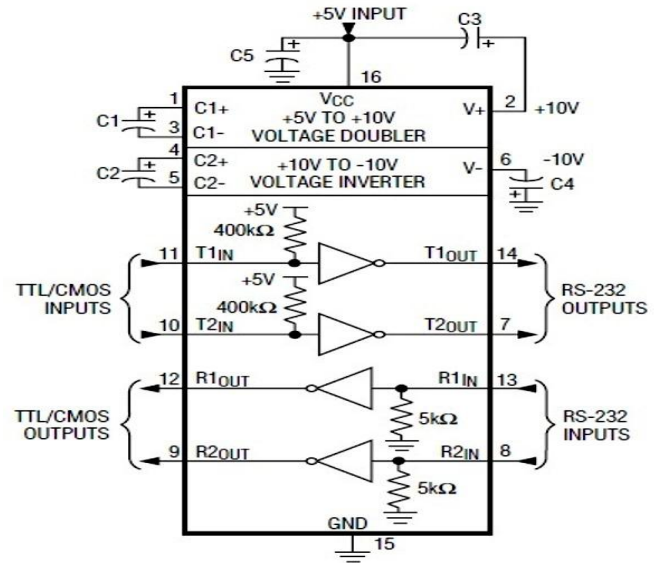 +5V INPUT
C3
C5
+
+
16
1
C1+
VCC
V+
2
+10V
C1
+
+5V TO +10V
3
C1-
VOLTAGE DOUBLER
4
C2+
+10V TO -10V
V-
6
-10V
C2
+
5
C2-
VOLTAGE INVERTER
+
C4
+5V
400kΩ
11
T1IN
T1OUT
14
+5V
TTL/CMOS
INPUTS
400kΩ
RS-232
OUTPUTS
10
T2IN
T2OUT
7
12
R1OUT
R1IN
13
TTL/CMOS
OUTPUTS
5kΩ
RS-232
INPUTS
9
R2OUT
R2IN
8
5kΩ
GND
15